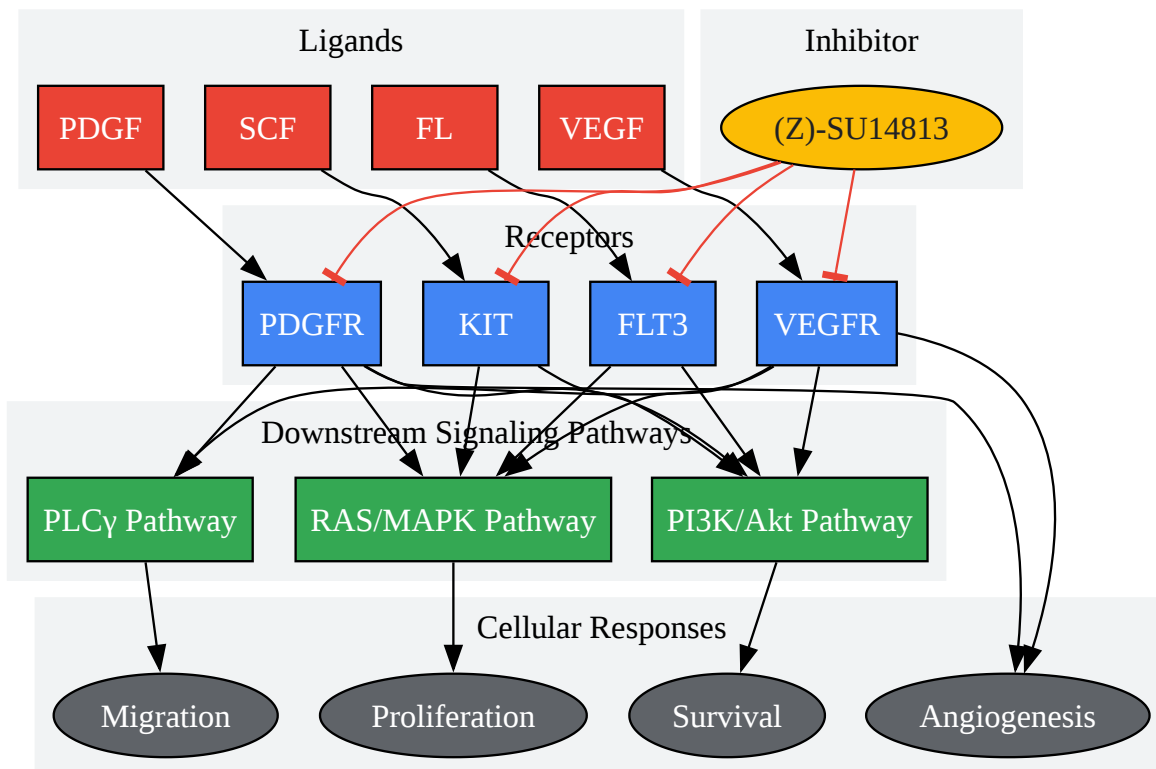 Ligands
Inhibitor
PDGF
SCF
FL
VEGF
(Z)-SU14813
Receptors
PDGFR
KIT
FLT3
VEGFR
Downstream Signaling Pathways
PLCγ Pathway
RAS/MAPK Pathway
PI3K/Akt Pathway
Cellular Responses
Migration
Proliferation
Survival
Angiogenesis